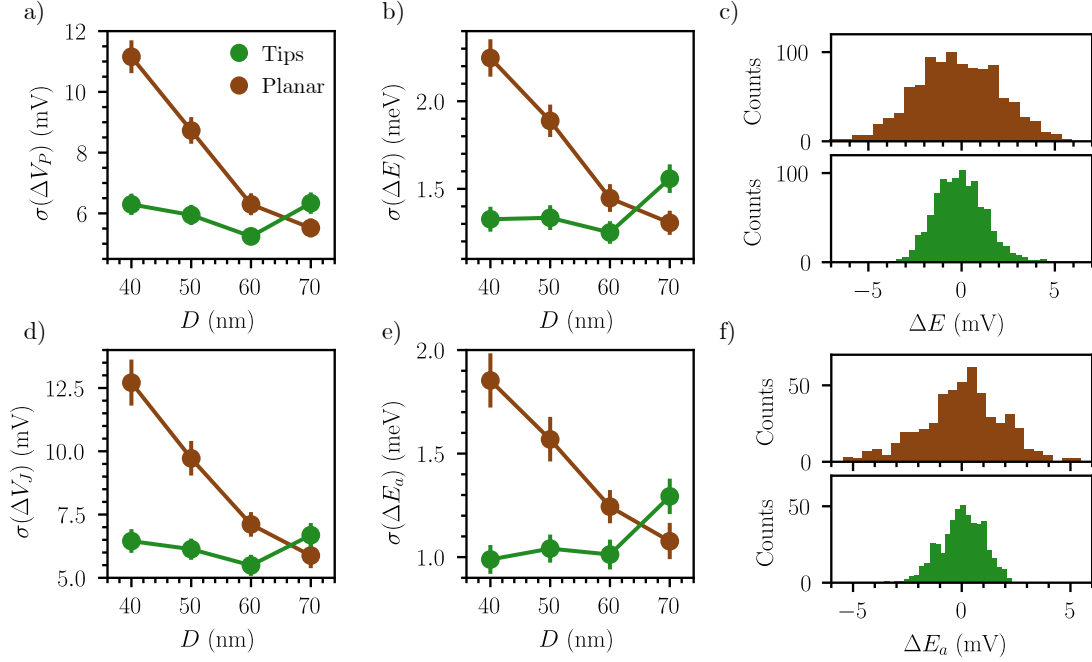 a)
12
10
8
6
σ(ΔV_P) (mV)
40 50 60 70
D (nm)
Tips
Planar
b)
2.0
1.5
σ(ΔE) (meV)
40 50 60 70
D (nm)
c)
100
0
Counts
100
0
Counts
−5 0 5
ΔE (mV)
d)
12.5
10.0
7.5
5.0
σ(ΔV_J) (mV)
40 50 60 70
D (nm)
e)
2.0
1.5
1.0
σ(ΔE_a) (meV)
40 50 60 70
D (nm)
f)
50
0
Counts
50
0
Counts
−5 0 5
ΔE_a (mV)